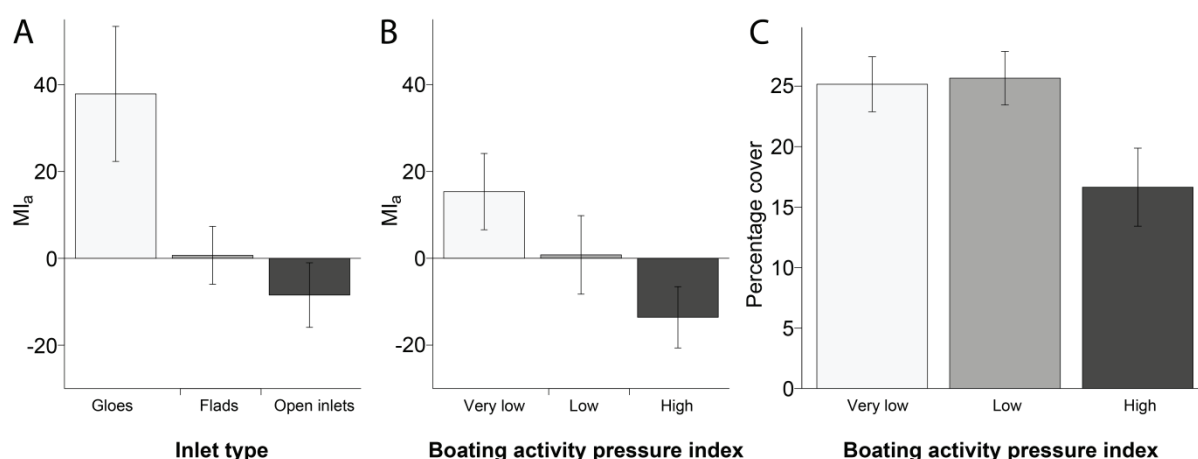 A
MIa
40
20
0
-20
Gloes Flads Open inlets
Inlet type
B
MIa
40
20
0
-20
Very low Low High
Boating activity pressure index
C
Percentage cover
25
20
15
10
5
0
Very low Low High
Boating activity pressure index